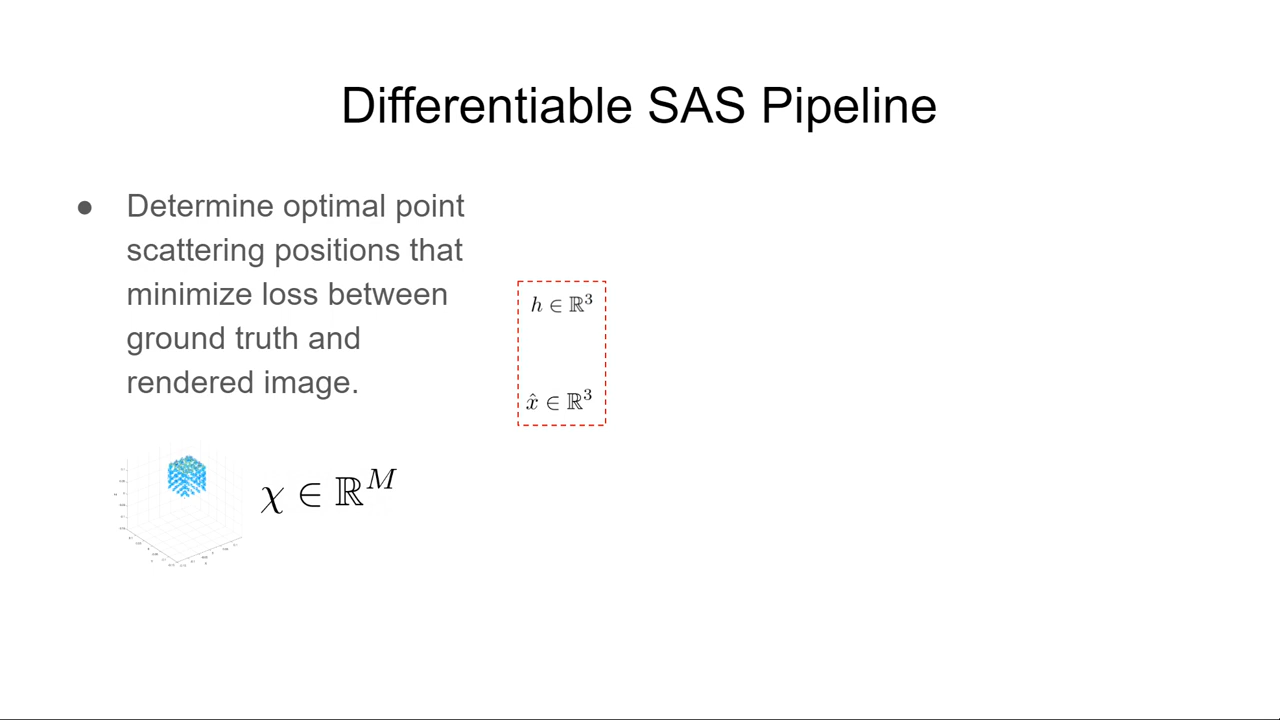 Differentiable SAS Pipeline
● Determine optimal point
scattering positions that
minimize loss between
ground truth and
rendered image.
h ∈ ℝ³
x̂ ∈ ℝ³
χ ∈ ℝᴹ